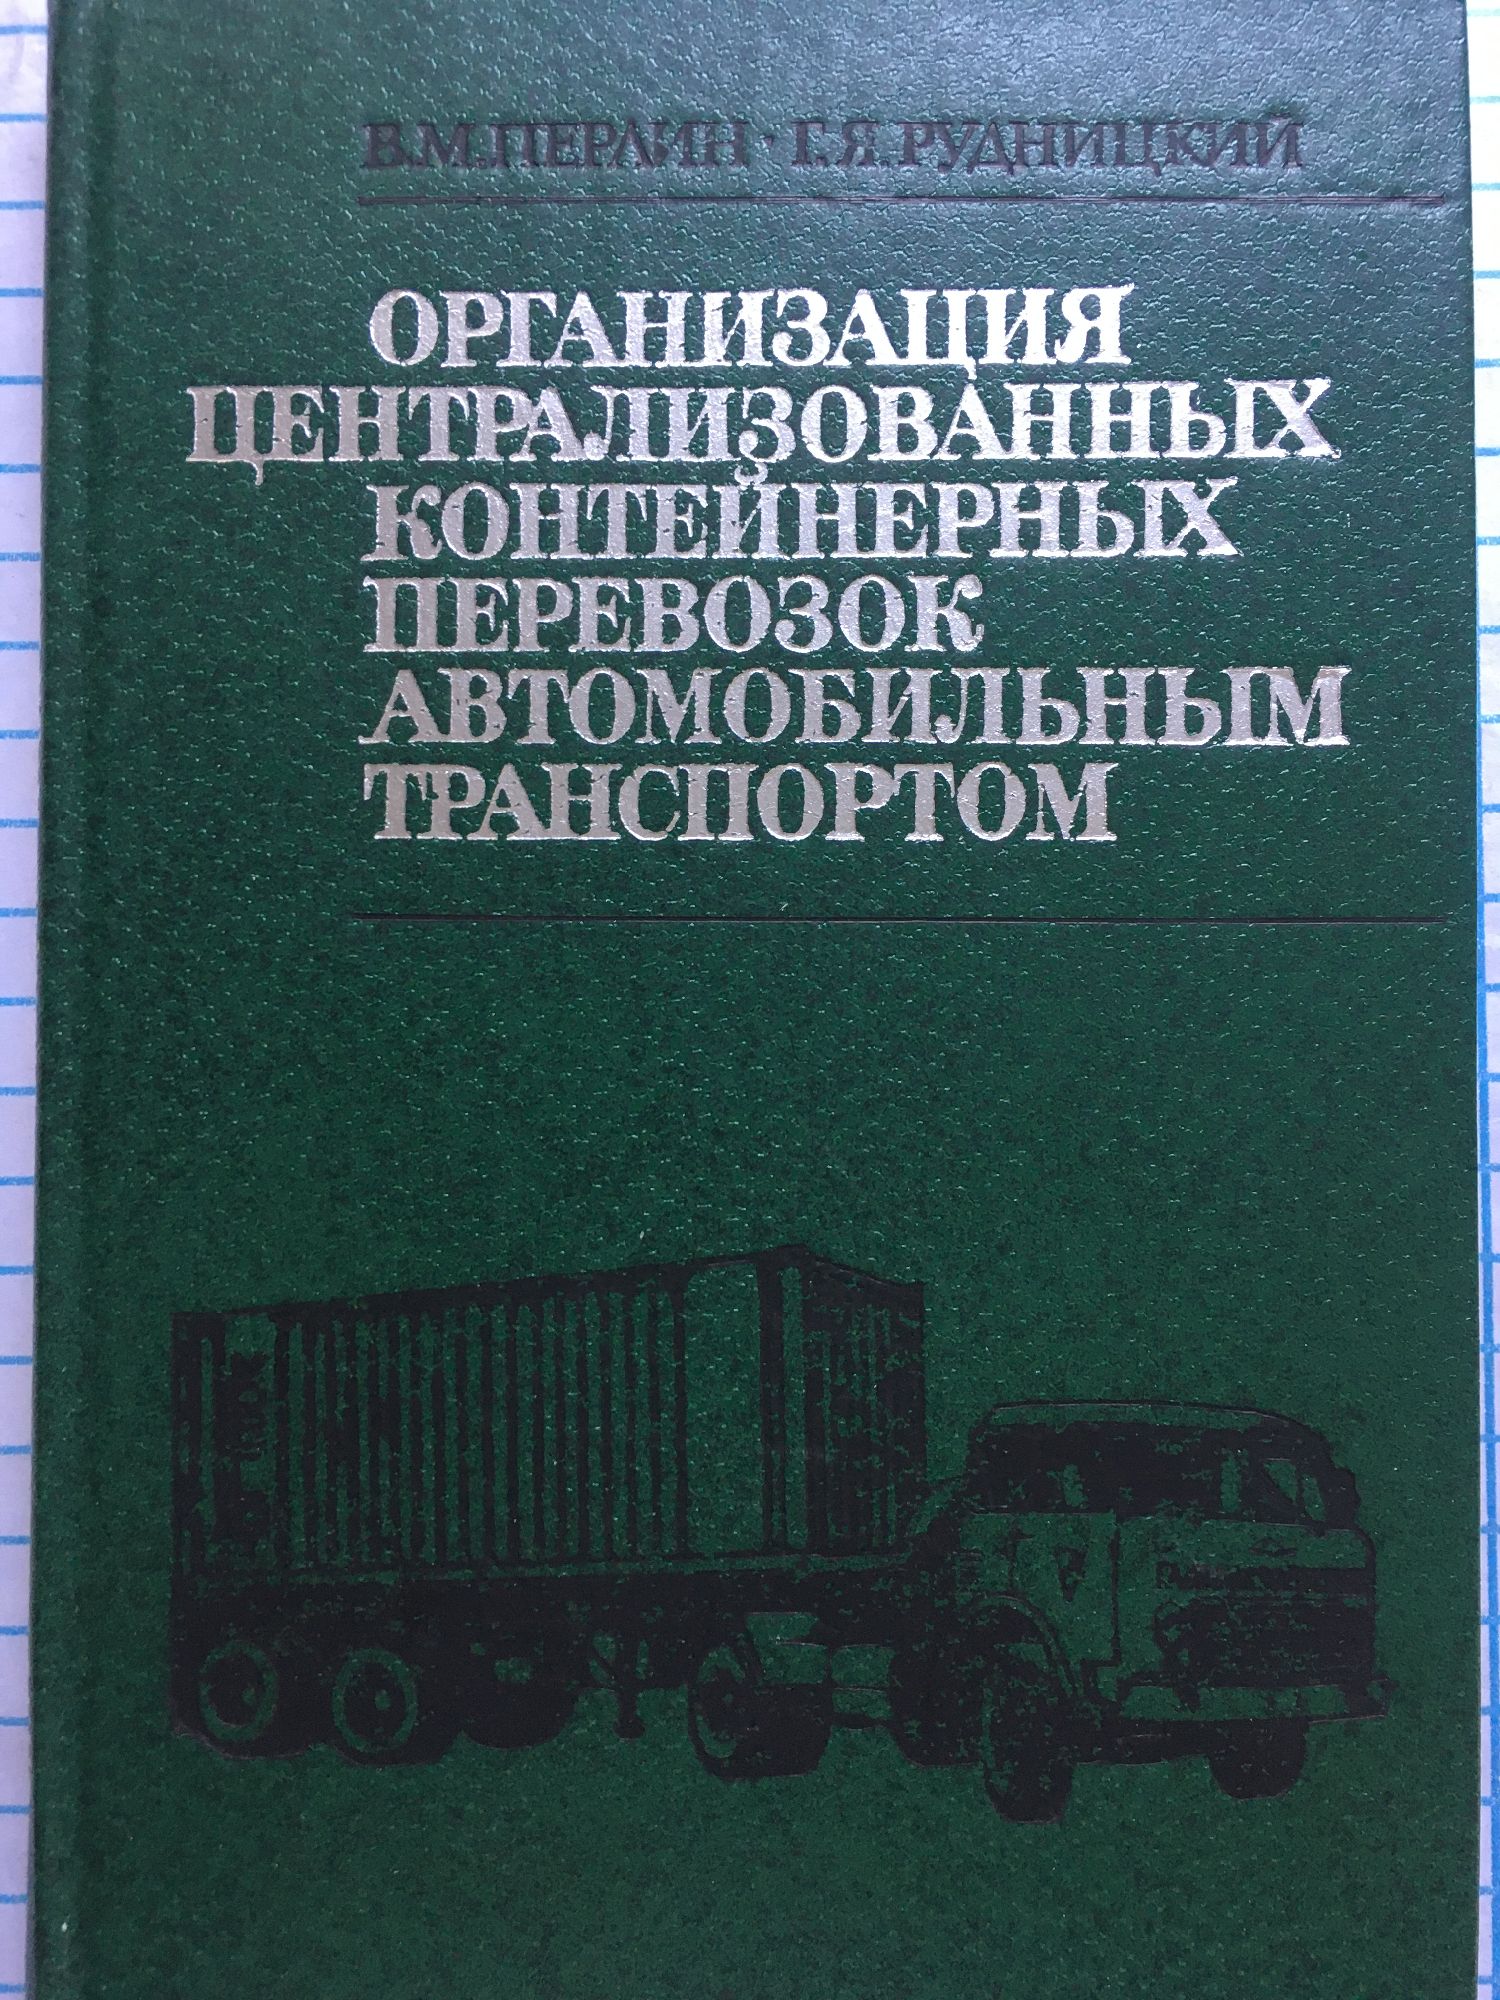 В.М.ПЕРЛИН · Г.Я.РУДНИЦКИЙ
ОРГАНИЗАЦИЯ
ЦЕНТРАЛИЗОВАННЫХ
КОНТЕЙНЕРНЫХ
ПЕРЕВОЗОК
АВТОМОБИЛЬНЫМ
ТРАНСПОРТОМ